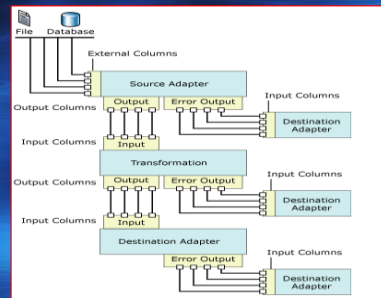 File Database
External Columns
Source Adapter
Output Error Output
Output Columns
Input Columns
Destination
Adapter
Input Columns
Input
Transformation
Output Error Output
Output Columns
Input Columns
Destination
Adapter
Input Columns
Input
Destination Adapter
Error Output
Input Columns
Destination
Adapter